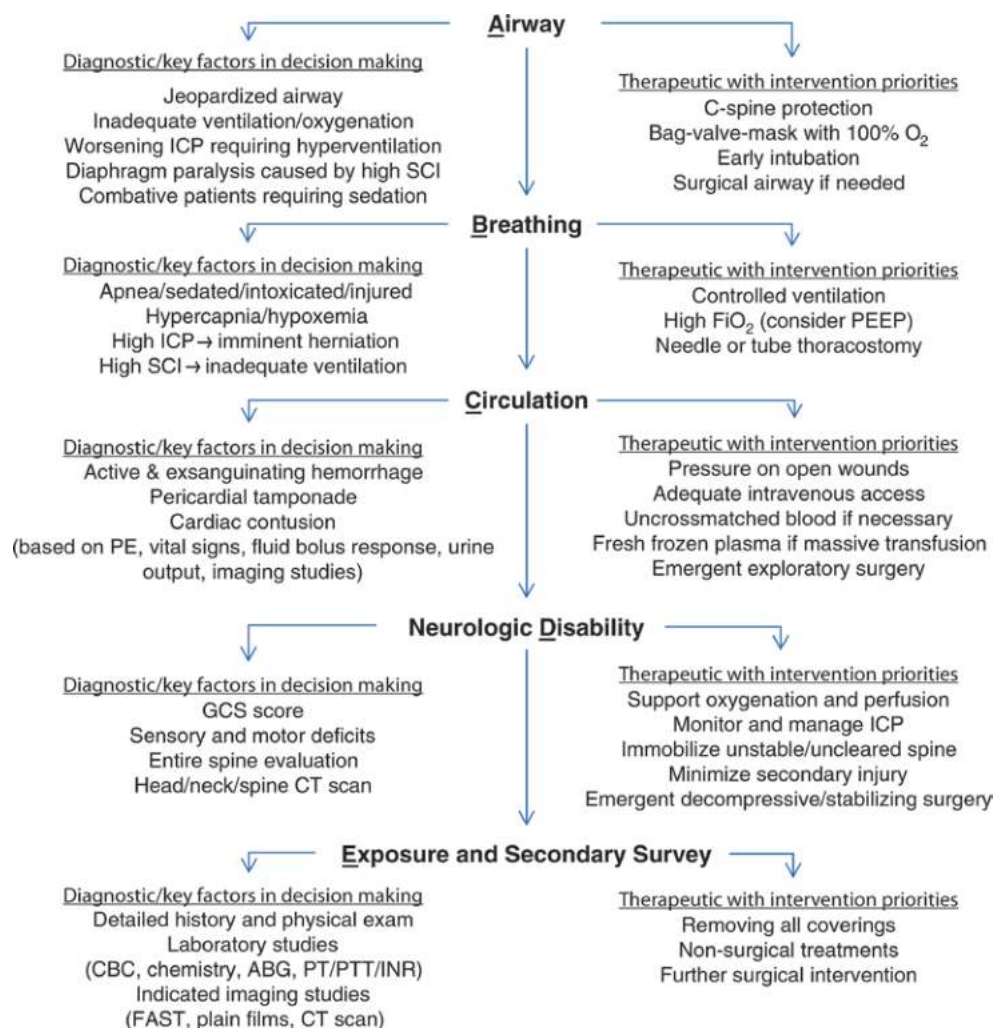 Airway
Diagnostic/key factors in decision making
Jeopardized airway
Inadequate ventilation/oxygenation
Worsening ICP requiring hyperventilation
Diaphragm paralysis caused by high SCI
Combative patients requiring sedation
Therapeutic with intervention priorities
C-spine protection
Bag-valve-mask with 100% O₂
Early intubation
Surgical airway if needed
Breathing
Diagnostic/key factors in decision making
Apnea/sedated/intoxicated/injured
Hypercapnia/hypoxemia
High ICP→ imminent herniation
High SCI→ inadequate ventilation
Therapeutic with intervention priorities
Controlled ventilation
High FiO₂ (consider PEEP)
Needle or tube thoracostomy
Circulation
Diagnostic/key factors in decision making
Active & exsanguinating hemorrhage
Pericardial tamponade
Cardiac contusion
(based on PE, vital signs, fluid bolus response, urine
output, imaging studies)
Therapeutic with intervention priorities
Pressure on open wounds
Adequate intravenous access
Uncrossmatched blood if necessary
Fresh frozen plasma if massive transfusion
Emergent exploratory surgery
Neurologic Disability
Diagnostic/key factors in decision making
GCS score
Sensory and motor deficits
Entire spine evaluation
Head/neck/spine CT scan
Therapeutic with intervention priorities
Support oxygenation and perfusion
Monitor and manage ICP
Immobilize unstable/uncleared spine
Minimize secondary injury
Emergent decompressive/stabilizing surgery
Exposure and Secondary Survey
Diagnostic/key factors in decision making
Detailed history and physical exam
Laboratory studies
(CBC, chemistry, ABG, PT/PTT/INR)
Indicated imaging studies
(FAST, plain films, CT scan)
Therapeutic with intervention priorities
Removing all coverings
Non-surgical treatments
Further surgical intervention